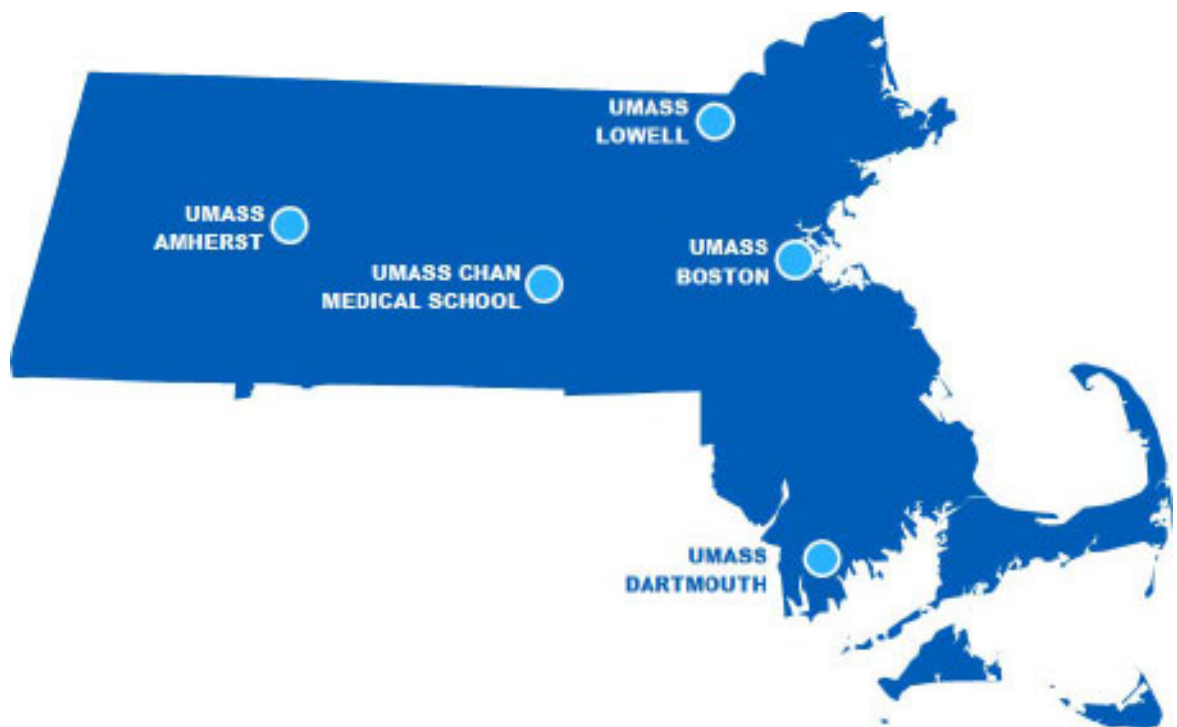 UMASS
LOWELL
UMASS
AMHERST
UMASS CHAN
MEDICAL SCHOOL
UMASS
BOSTON
UMASS
DARTMOUTH